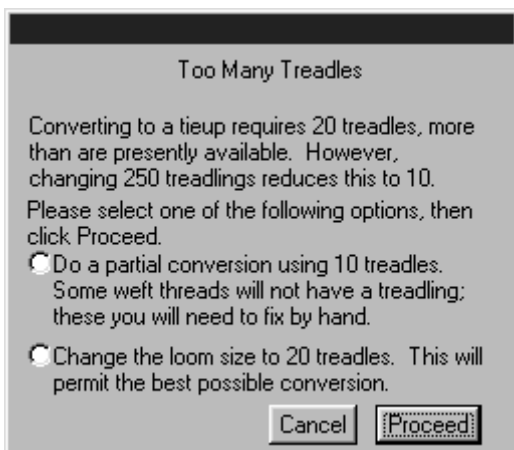 Too Many Treadles
Converting to a tieup requires 20 treadles, more
than are presently available.  However,
changing 250 treadlings reduces this to 10.
Please select one of the following options, then
click Proceed.
Do a partial conversion using 10 treadles.
Some weft threads will not have a treadling;
these you will need to fix by hand.
Change the loom size to 20 treadles.  This will
permit the best possible conversion.
Cancel Proceed